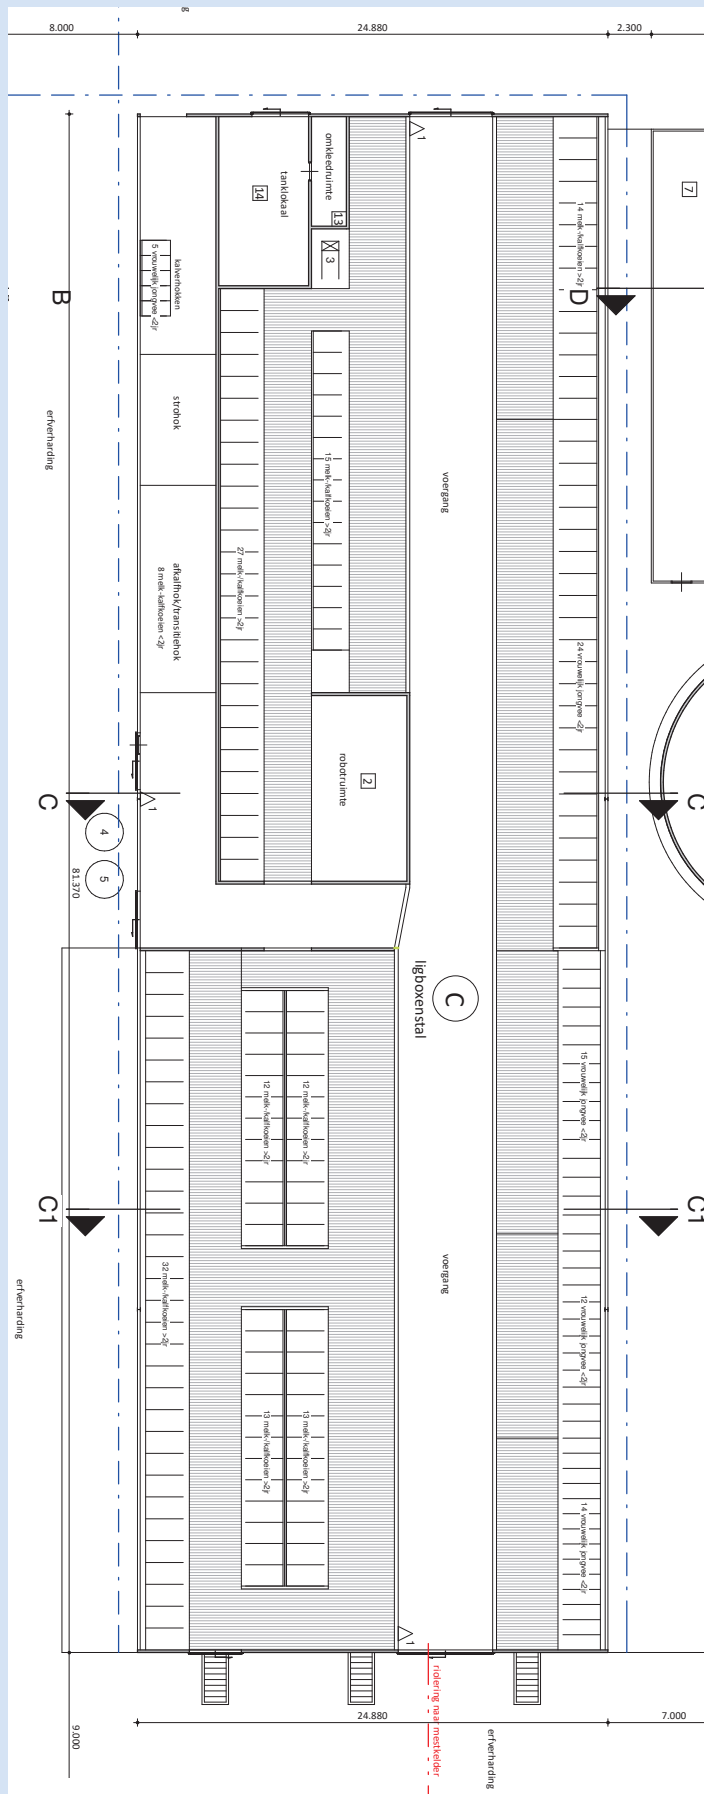 8.000
24.880
2.300
omkleedruimte
13
tanklokaal
14
3
1
7
14 melk-/kalfkoeien >2jr
kalverhokken
5 vrouwelijk jongvee <2jr
B
D
erfverharding
strohok
15 melk-/kalfkoeien >2jr
voergang
27 melk-/kalfkoeien >2jr
afkalfhok/transitiehok
8 melk-kalfkoeien <2jr
24 vrouwelijk jongvee <2jr
robotruimte
2
C
C
1
4
5
81.370
ligboxenstal
C
12 melk-/kalfkoeien >2jr
12 melk-/kalfkoeien >2jr
15 vrouwelijk jongvee <2jr
C1
C1
erfverharding
32 melk-/kalfkoeien >2jr
voergang
12 vrouwelijk jongvee <2jr
13 melk-/kalfkoeien >2jr
13 melk-/kalfkoeien >2jr
14 vrouwelijk jongvee <2jr
1
riolering naar mestkelder
24.880
7.000
9.000
erfverharding